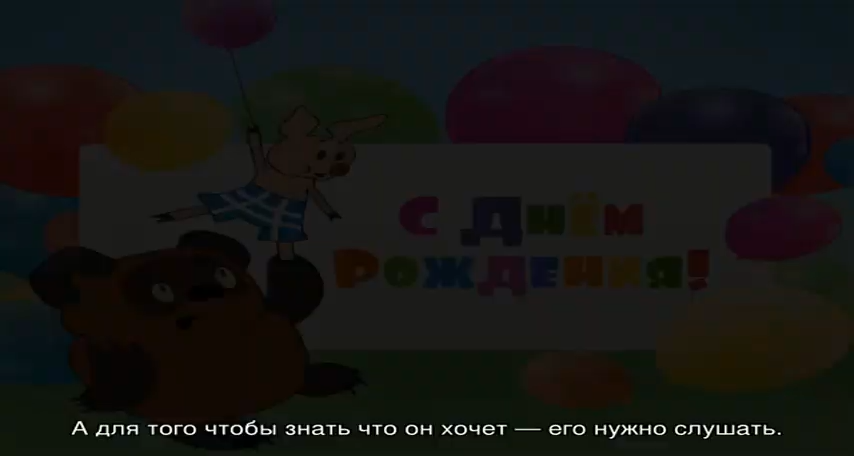 С Днём
Рождения!
А для того чтобы знать что он хочет — его нужно слушать.